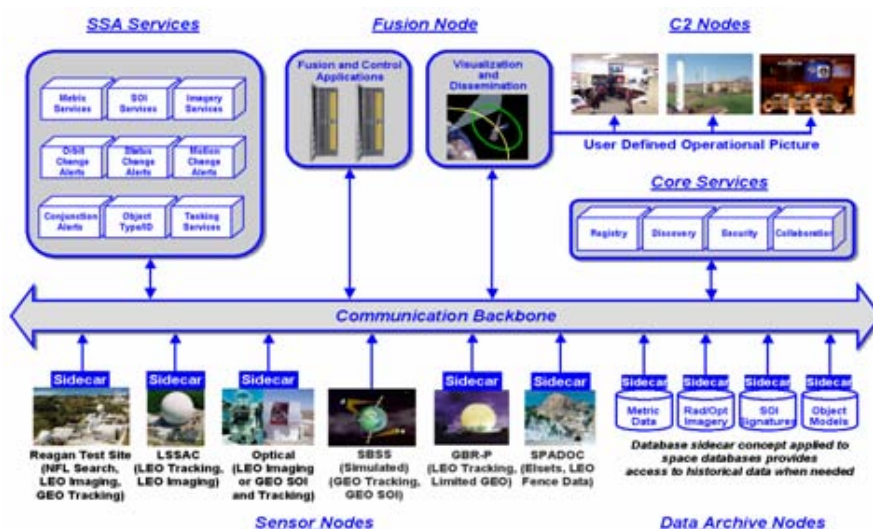 SSA Services
Fusion Node
C2 Nodes
Metric
Services
SOI
Services
Imagery
Services
Orbit
Change
Alerts
Status
Change
Alerts
Motion
Change
Alerts
Conjunction
Alerts
Object
Type/ID
Tasking
Services
Fusion and Control
Applications
Visualization
and
Dissemination
User Defined Operational Picture
Core Services
Registry
Discovery
Security
Collaboration
Communication Backbone
Sidecar
Sidecar
Sidecar
Sidecar
Sidecar
Sidecar
Sidecar
Sidecar
Sidecar
Metric
Data
Rad/Opt
Imagery
SOI
Signatures
Object
Models
Reagan Test Site
(NFL Search,
LEO Imaging,
GEO Tracking)
LSSAC
(LEO Tracking,
LEO Imaging)
Optical
(LEO Imaging
or GEO SOI
and Tracking)
SBSS
(Simulated)
(GEO Tracking,
GEO SOI)
GBR-P
(LEO Tracking,
Limited GEO)
SPADOC
(Elsets, LEO
Fence Data)
Database sidecar concept applied to
space databases provides
access to historical data when needed
Sensor Nodes
Data Archive Nodes